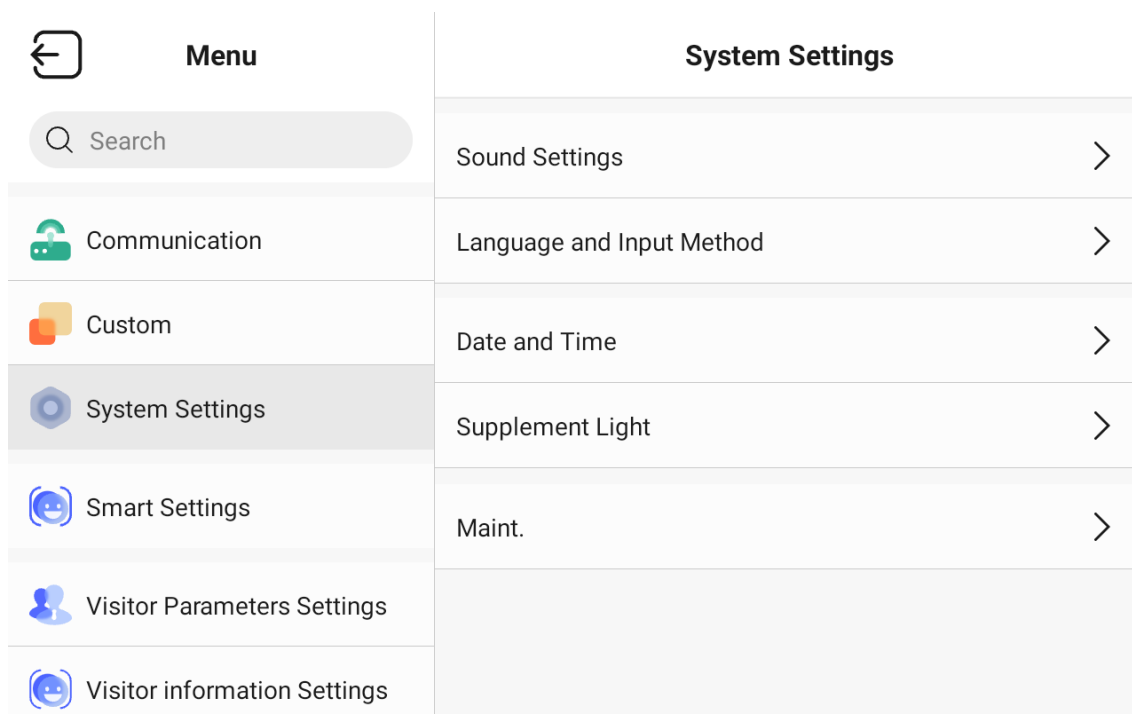 Menu
Search
Communication
Custom
System Settings
Smart Settings
Visitor Parameters Settings
Visitor information Settings
System Settings
Sound Settings
Language and Input Method
Date and Time
Supplement Light
Maint.